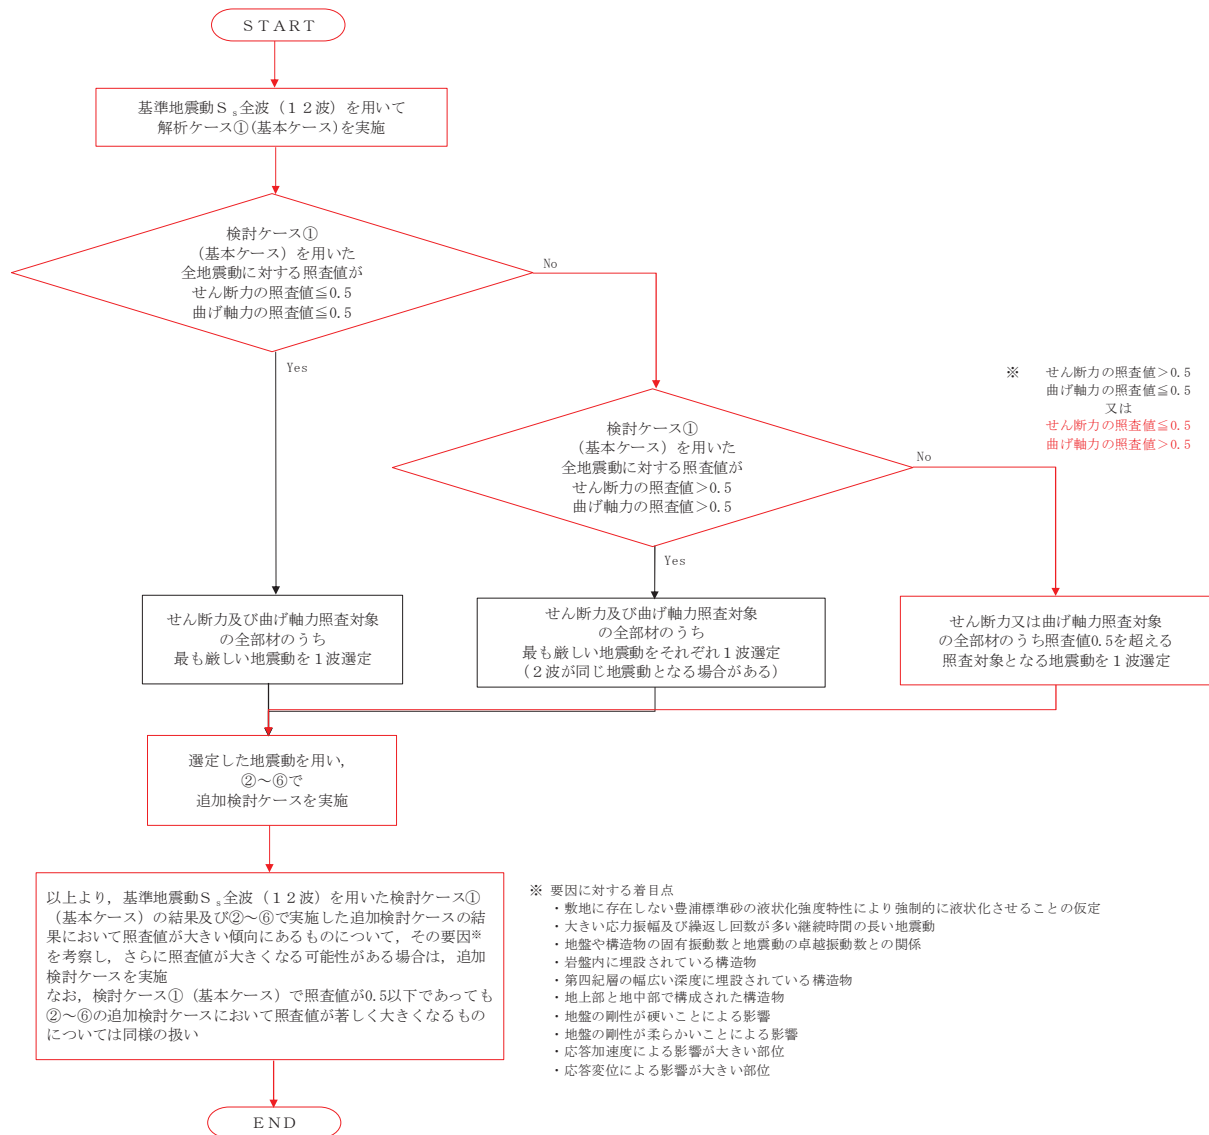 ＳＴＡＲＴ
基準地震動Ｓｓ全波（１２波）を用いて
解析ケース①(基本ケース)を実施
検討ケース①
（基本ケース）を用いた
全地震動に対する照査値が
せん断力の照査値≦0.5
曲げ軸力の照査値≦0.5
No
Yes
※　せん断力の照査値＞0.5
曲げ軸力の照査値≦0.5
又は
せん断力の照査値≦0.5
曲げ軸力の照査値＞0.5
検討ケース①
（基本ケース）を用いた
全地震動に対する照査値が
せん断力の照査値＞0.5
曲げ軸力の照査値＞0.5
No
Yes
せん断力及び曲げ軸力照査対象
の全部材のうち
最も厳しい地震動を１波選定
せん断力及び曲げ軸力照査対象
の全部材のうち
最も厳しい地震動をそれぞれ１波選定
（２波が同じ地震動となる場合がある）
せん断力又は曲げ軸力照査対象
の全部材のうち照査値0.5を超える
照査対象となる地震動を１波選定
選定した地震動を用い，
②～⑥で
追加検討ケースを実施
以上より，基準地震動Ｓｓ全波（１２波）を用いた検討ケース①
（基本ケース）の結果及び②～⑥で実施した追加検討ケースの結
果において照査値が大きい傾向にあるものについて，その要因※
を考察し，さらに照査値が大きくなる可能性がある場合は，追加
検討ケースを実施
なお，検討ケース①（基本ケース）で照査値が0.5以下であっても
②～⑥の追加検討ケースにおいて照査値が著しく大きくなるもの
については同様の扱い
※ 要因に対する着目点
・敷地に存在しない豊浦標準砂の液状化強度特性により強制的に液状化させることの仮定
・大きい応力振幅及び繰返し回数が多い継続時間の長い地震動
・地盤や構造物の固有振動数と地震動の卓越振動数との関係
・岩盤内に埋設されている構造物
・第四紀層の幅広い深度に埋設されている構造物
・地上部と地中部で構成された構造物
・地盤の剛性が硬いことによる影響
・地盤の剛性が柔らかいことによる影響
・応答加速度による影響が大きい部位
・応答変位による影響が大きい部位
ＥＮＤ